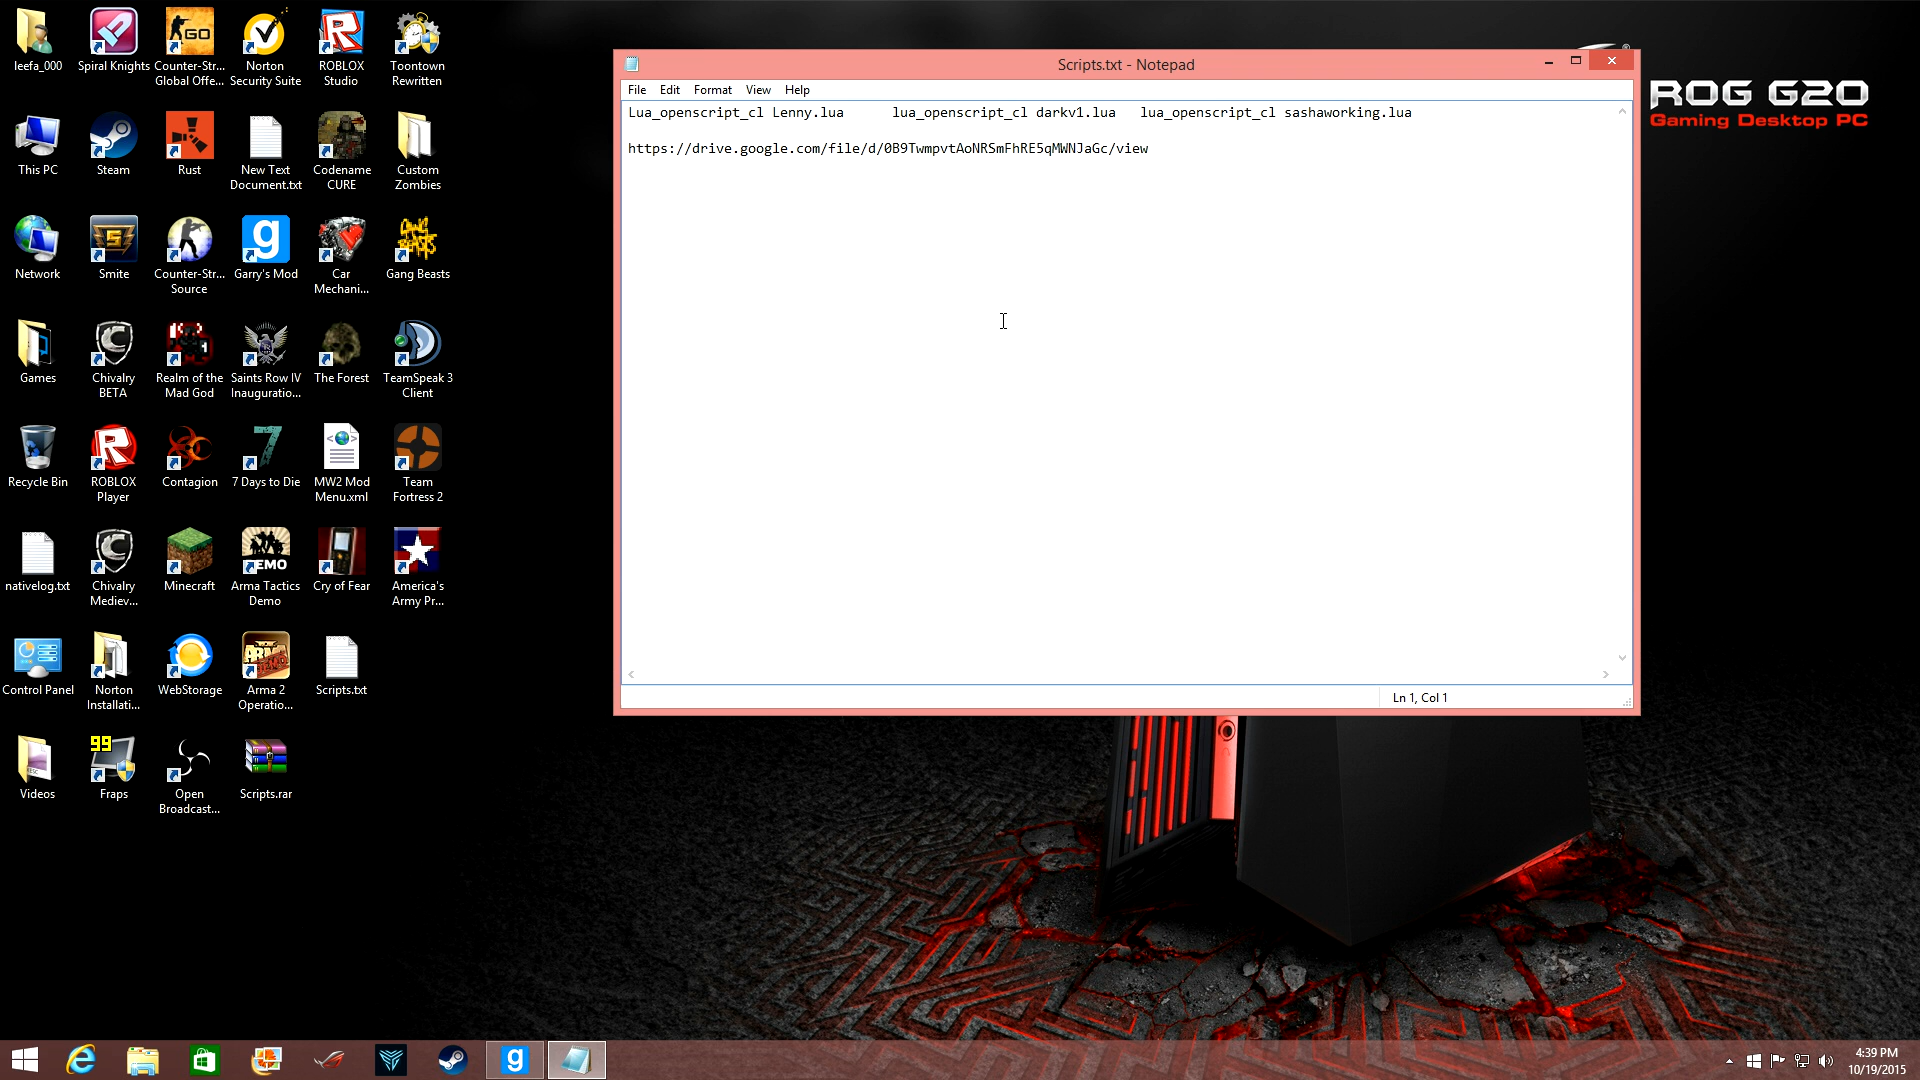 leefa_000
Spiral Knights
Counter-Str...
Global Offe...
Norton
Security Suite
ROBLOX
Studio
Toontown
Rewritten
This PC
Steam
Rust
New Text
Document.txt
Codename
CURE
Custom
Zombies
Network
Smite
Counter-Str...
Source
Garry's Mod
Car
Mechani...
Gang Beasts
Games
Chivalry
BETA
Realm of the
Mad God
Saints Row IV
Inauguratio...
The Forest
TeamSpeak 3
Client
Recycle Bin
ROBLOX
Player
Contagion
7 Days to Die
MW2 Mod
Menu.xml
Team
Fortress 2
nativelog.txt
Chivalry
Mediev...
Minecraft
Arma Tactics
Demo
Cry of Fear
America's
Army Pr...
Control Panel
Norton
Installati...
WebStorage
Arma 2
Operatio...
Scripts.txt
Videos
99
Fraps
Open
Broadcast...
Scripts.rar
Scripts.txt - Notepad
File Edit Format View Help
Lua_openscript_cl Lenny.lua lua_openscript_cl darkv1.lua lua_openscript_cl sashaworking.lua
https://drive.google.com/file/d/0B9TwmpvtAoNRSmFhRE5qMWNJaGc/view
Ln 1, Col 1
ROG G20
Gaming Desktop PC
4:39 PM
10/19/2015